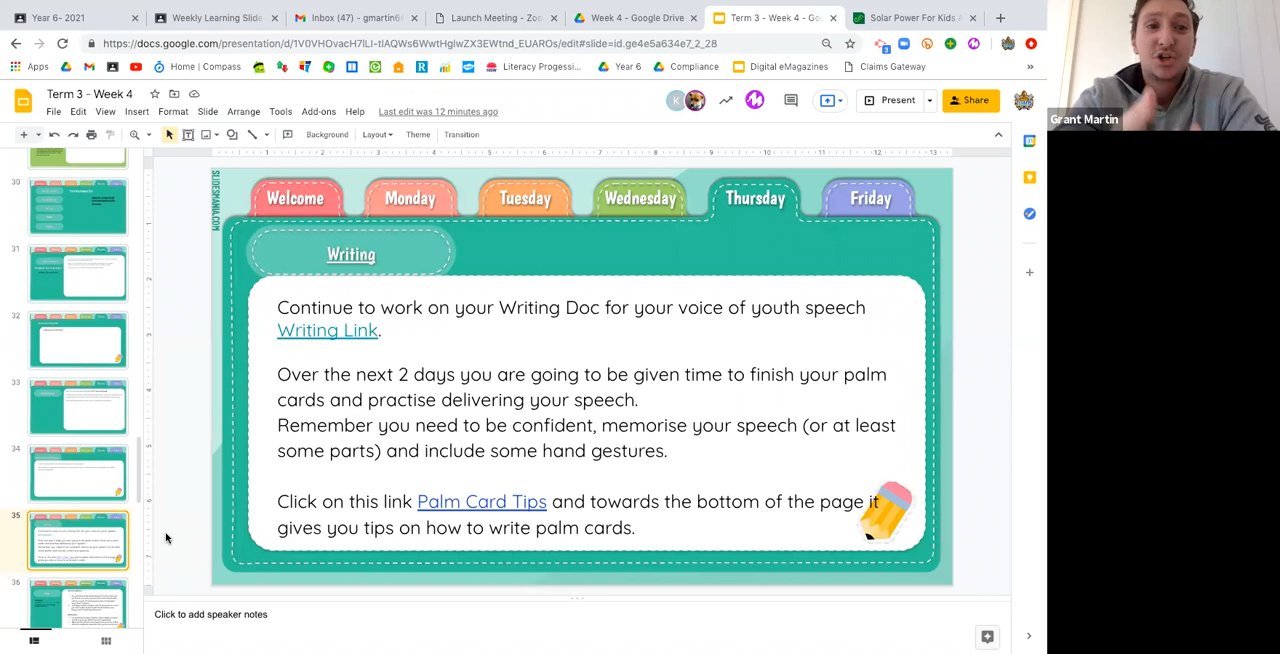 Year 6- 2021
Weekly Learning Slide
Inbox (47) - gmartin6
Launch Meeting - Zoo
Week 4 - Google Drive
Term 3 - Week 4 - Go
Solar Power For Kids
https://docs.google.com/presentation/d/1V0VHOvacH7lLl-tlAQWs6WwtHglwZX3EWtnd_EUAROs/edit#slide=id.ge4e5a634e7_2_28
Apps
Home | Compass
Literacy Progessi...
Year 6
Compliance
Digital eMagazines
Claims Gateway
Term 3 - Week 4
File Edit View Insert Format Slide Arrange Tools Add-ons Help Last edit was 12 minutes ago
Present
Share
Background Layout Theme Transition
Grant Martin
SLIDESMANIA.COM
Welcome Monday Tuesday Wednesday Thursday Friday
Writing
Continue to work on your Writing Doc for your voice of youth speech
Writing Link.
Over the next 2 days you are going to be given time to finish your palm
cards and practise delivering your speech.
Remember you need to be confident, memorise your speech (or at least
some parts) and include some hand gestures.
Click on this link Palm Card Tips and towards the bottom of the page it
gives you tips on how to write palm cards.
30
31
32
33
34
35
36
Click to add speaker notes